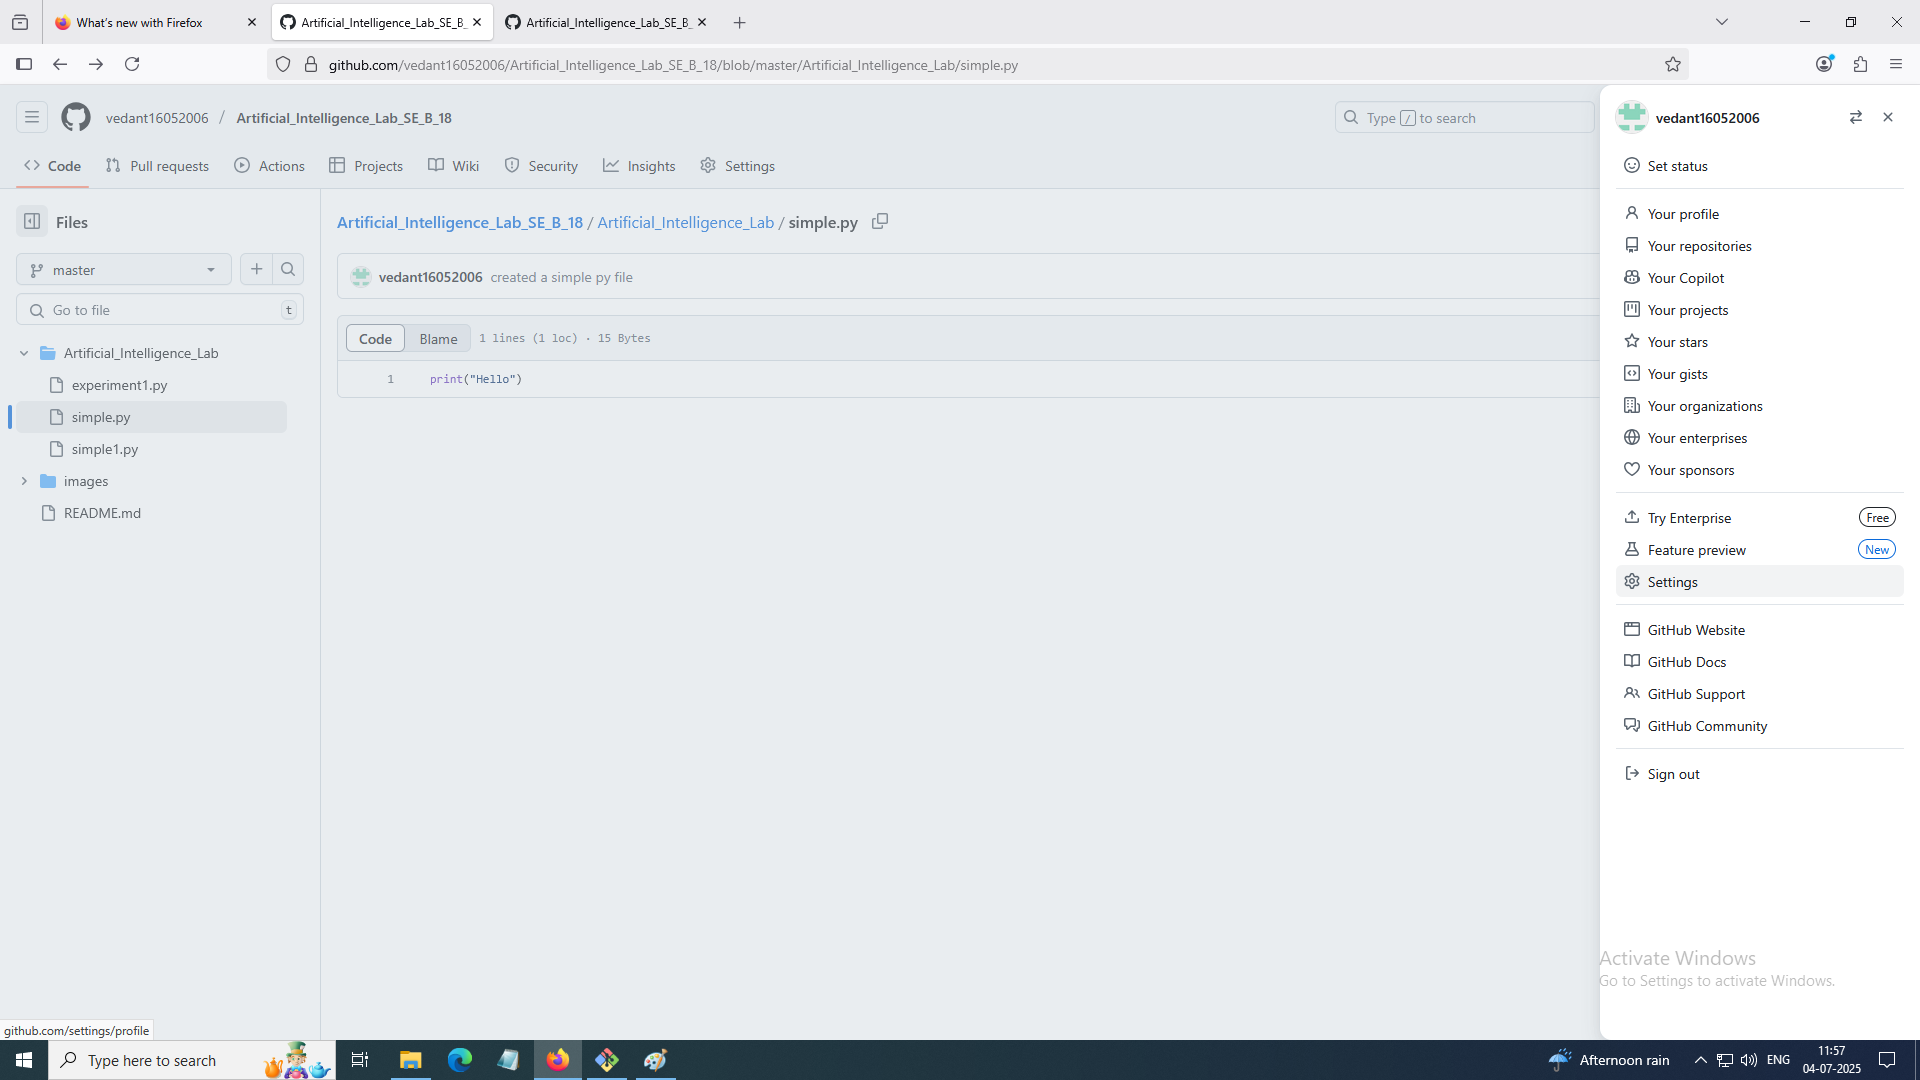 What's new with Firefox
Artificial_Intelligence_Lab_SE_B_
Artificial_Intelligence_Lab_SE_B_
github.com/vedant16052006/Artificial_Intelligence_Lab_SE_B_18/blob/master/Artificial_Intelligence_Lab/simple.py
vedant16052006 / Artificial_Intelligence_Lab_SE_B_18
Type / to search
Code
Pull requests
Actions
Projects
Wiki
Security
Insights
Settings
Files
master
Go to file
t
Artificial_Intelligence_Lab
experiment1.py
simple.py
simple1.py
images
README.md
Artificial_Intelligence_Lab_SE_B_18 / Artificial_Intelligence_Lab / simple.py
vedant16052006 created a simple py file
Code
Blame
1 lines (1 loc) · 15 Bytes
1 print("Hello")
vedant16052006
Set status
Your profile
Your repositories
Your Copilot
Your projects
Your stars
Your gists
Your organizations
Your enterprises
Your sponsors
Try Enterprise
Free
Feature preview
New
Settings
GitHub Website
GitHub Docs
GitHub Support
GitHub Community
Sign out
Activate Windows
Go to Settings to activate Windows.
github.com/settings/profile
Type here to search
Afternoon rain
ENG
11:57
04-07-2025